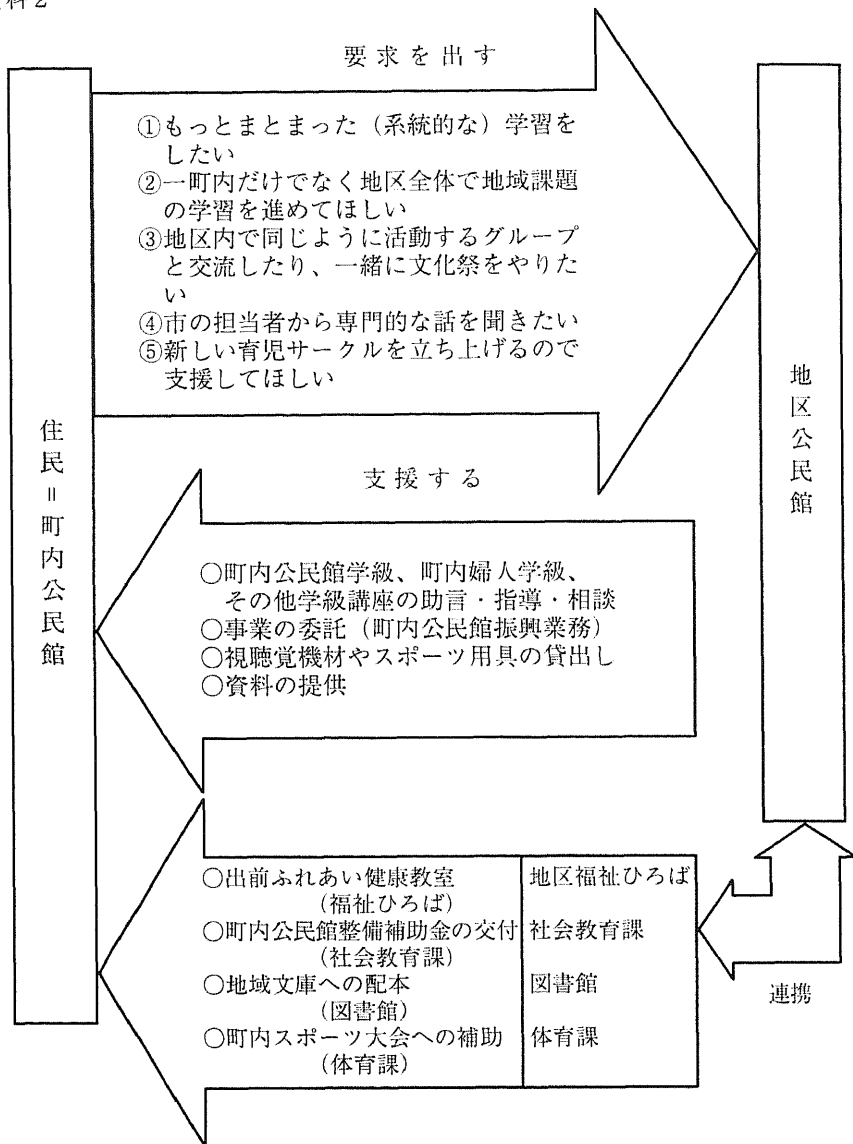 要求を出す
①もっとまとまった（系統的な）学習を
したい
②一町内だけでなく地区全体で地域課題
の学習を進めてほしい
③地区内で同じように活動するグループ
と交流したり、一緒に文化祭をやりた
い
④市の担当者から専門的な話を聞きたい
⑤新しい育児サークルを立ち上げるので
支援してほしい
住民＝町内公民館
地区公民館
支援する
○町内公民館学級、町内婦人学級、
その他学級講座の助言・指導・相談
○事業の委託（町内公民館振興業務）
○視聴覚機材やスポーツ用具の貸出し
○資料の提供
○出前ふれあい健康教室 地区福祉ひろば
（福祉ひろば）
○町内公民館整備補助金の交付 社会教育課
（社会教育課）
○地域文庫への配本 図書館
（図書館）
○町内スポーツ大会への補助 体育課
（体育課）
連携